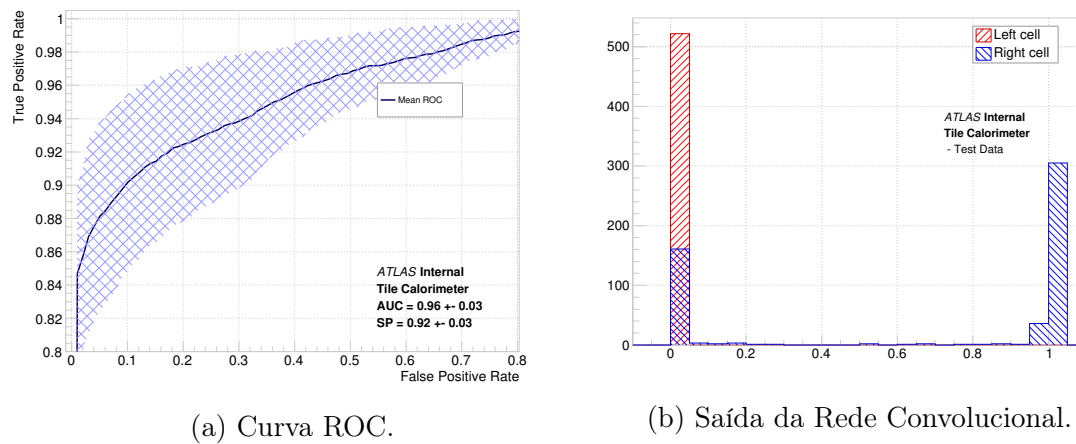 True Positive Rate
1
0.98
0.96
0.94
0.92
0.9
0.88
0.86
0.84
0.82
0.8
0
0.1
0.2
0.3
0.4
0.5
0.6
0.7
0.8
False Positive Rate
Mean ROC
ATLAS Internal
Tile Calorimeter
AUC = 0.96 +- 0.03
SP = 0.92 +- 0.03
(a) Curva ROC.
500
400
300
200
100
0
0
0.2
0.4
0.6
0.8
1
Left cell
Right cell
ATLAS Internal
Tile Calorimeter
- Test Data
(b) Saída da Rede Convolucional.